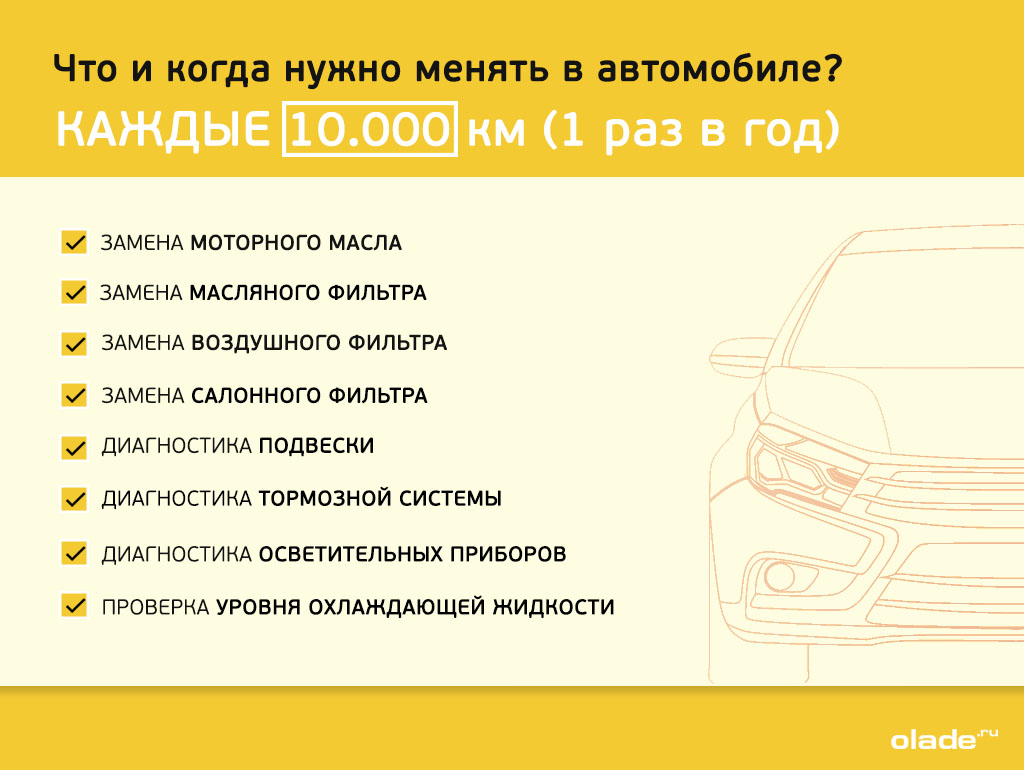 Что и когда нужно менять в автомобиле?
КАЖДЫЕ 10.000 км (1 раз в год)
ЗАМЕНА МОТОРНОГО МАСЛА
ЗАМЕНА МАСЛЯНОГО ФИЛЬТРА
ЗАМЕНА ВОЗДУШНОГО ФИЛЬТРА
ЗАМЕНА САЛОННОГО ФИЛЬТРА
ДИАГНОСТИКА ПОДВЕСКИ
ДИАГНОСТИКА ТОРМОЗНОЙ СИСТЕМЫ
ДИАГНОСТИКА ОСВЕТИТЕЛЬНЫХ ПРИБОРОВ
ПРОВЕРКА УРОВНЯ ОХЛАЖДАЮЩЕЙ ЖИДКОСТИ
olade.ru